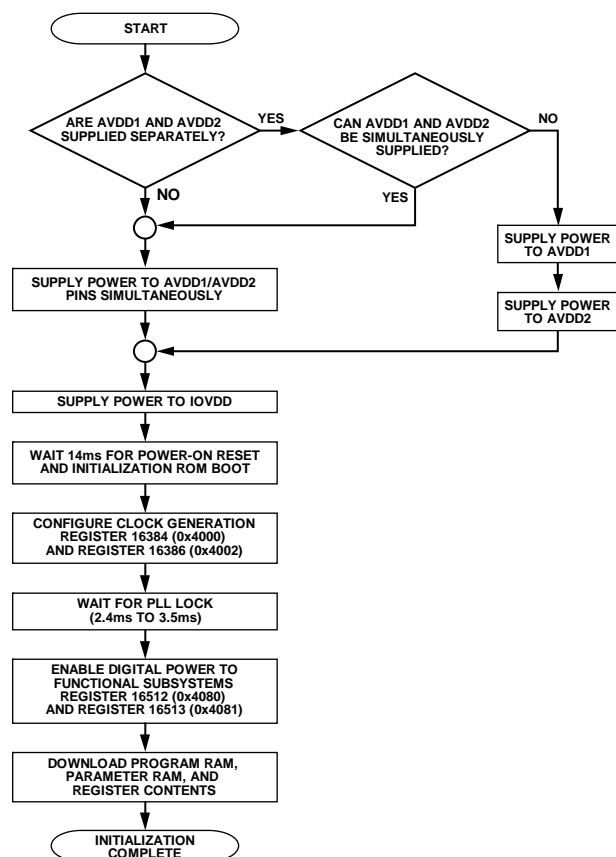 START
ARE AVDD1 AND AVDD2
SUPPLIED SEPARATELY?
YES
CAN AVDD1 AND AVDD2
BE SIMULTANEOUSLY
SUPPLIED?
NO
NO
YES
SUPPLY POWER
TO AVDD1
SUPPLY POWER TO AVDD1/AVDD2
PINS SIMULTANEOUSLY
SUPPLY POWER
TO AVDD2
SUPPLY POWER TO IOVDD
WAIT 14ms FOR POWER-ON RESET
AND INITIALIZATION ROM BOOT
CONFIGURE CLOCK GENERATION
REGISTER 16384 (0x4000)
AND REGISTER 16386 (0x4002)
WAIT FOR PLL LOCK
(2.4ms TO 3.5ms)
ENABLE DIGITAL POWER TO
FUNCTIONAL SUBSYSTEMS
REGISTER 16512 (0x4080)
AND REGISTER 16513 (0x4081)
DOWNLOAD PROGRAM RAM,
PARAMETER RAM, AND
REGISTER CONTENTS
INITIALIZATION
COMPLETE